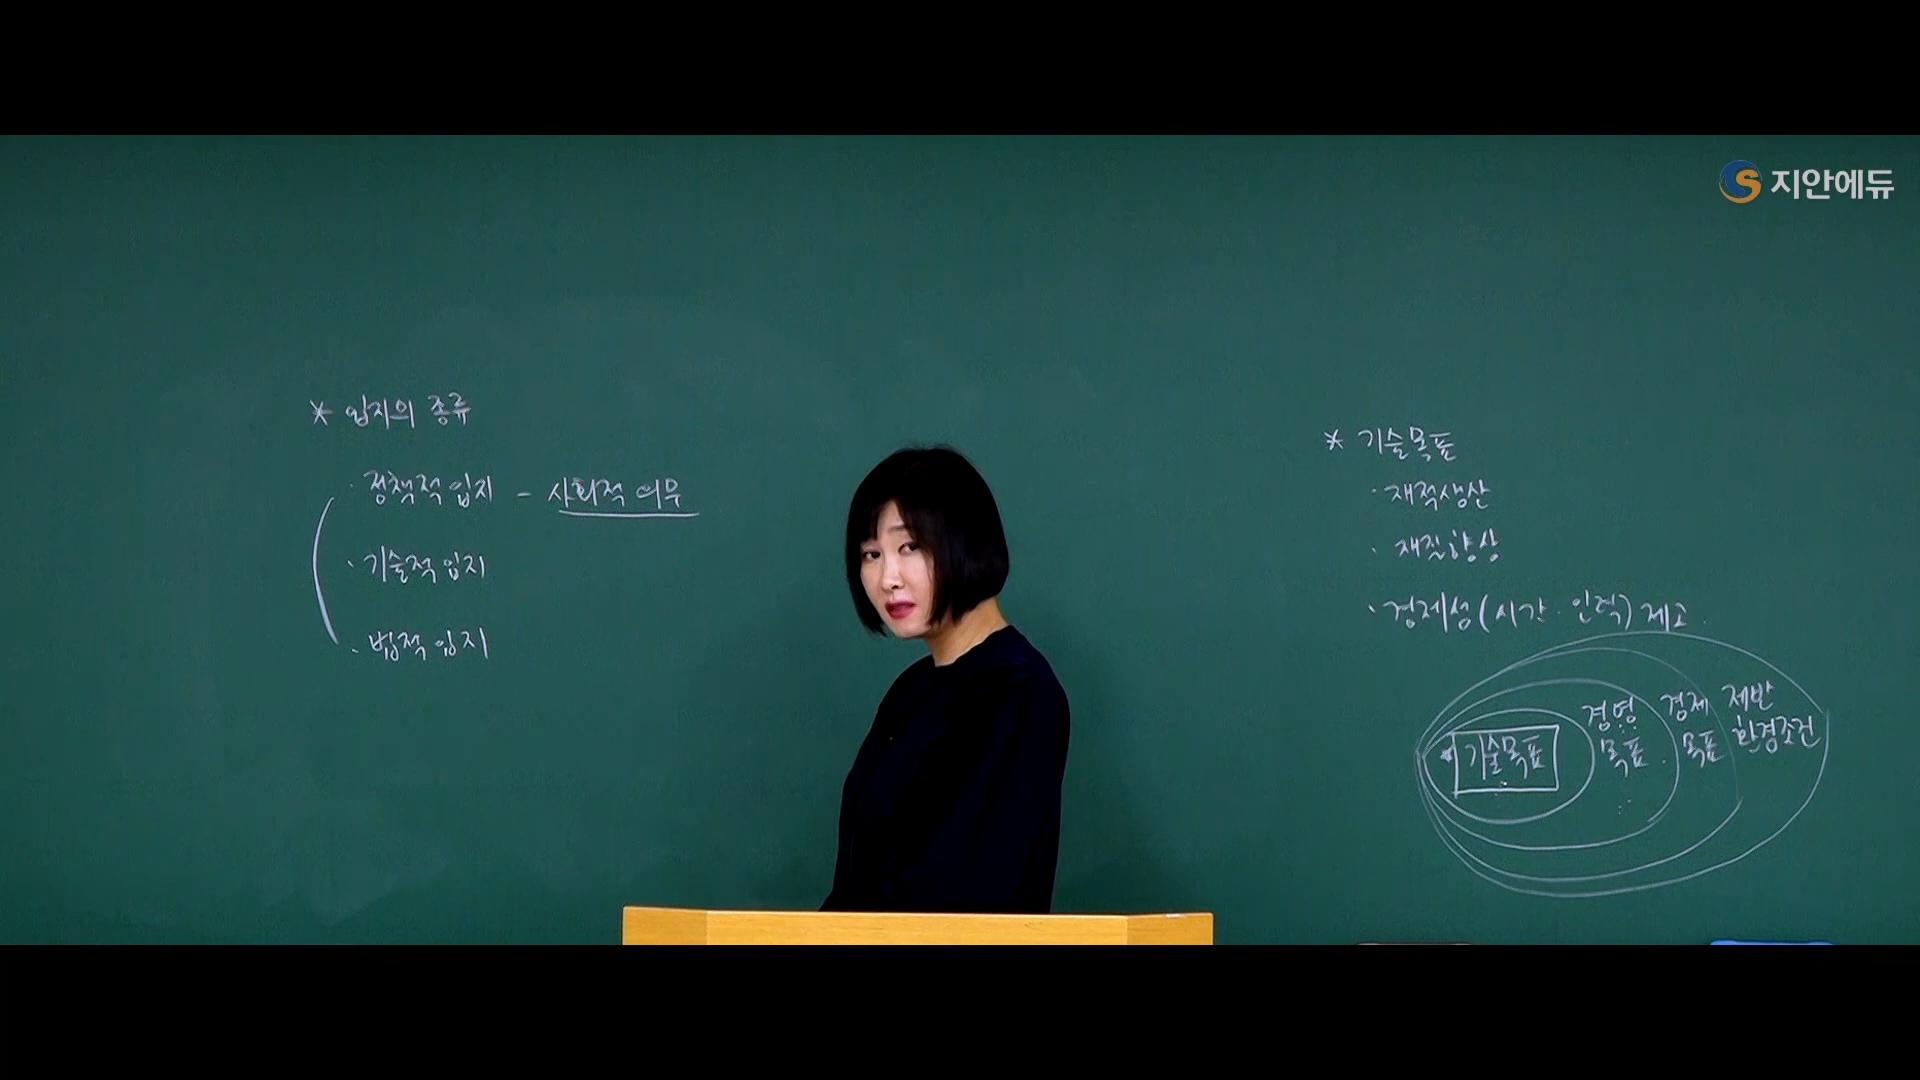 지안에듀
* 입지의 종류
· 정책적 입지 - 사회적 의무
· 기술적 입지
· 법적 입지
* 기술목표
· 재적생산
· 재질향상
· 경제성 (시간·인력) 제고
기술목표
경영
목표
경제
목표
제반
환경조건